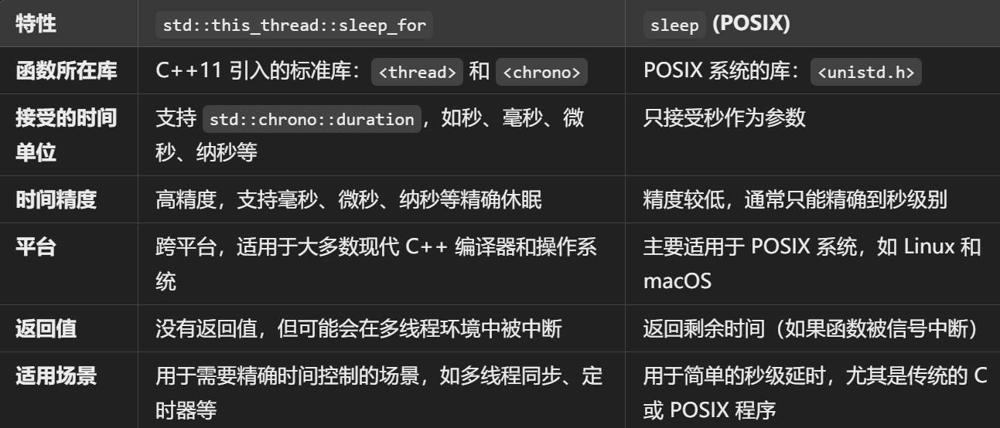 特性 std::this_thread::sleep_for sleep (POSIX)
函数所在库 C++11 引入的标准库：<thread> 和 <chrono> POSIX 系统的库：<unistd.h>
接受的时间 支持 std::chrono::duration，如秒、毫秒、微 只接受秒作为参数
单位 秒、纳秒等
时间精度 高精度，支持毫秒、微秒、纳秒等精确休眠 精度较低，通常只能精确到秒级别
平台 跨平台，适用于大多数现代 C++ 编译器和操作系 主要适用于 POSIX 系统，如 Linux 和
统 macOS
返回值 没有返回值，但可能会在多线程环境中被中断 返回剩余时间（如果函数被信号中断）
适用场景 用于需要精确时间控制的场景，如多线程同步、定 用于简单的秒级延时，尤其是传统的 C
时器等 或 POSIX 程序